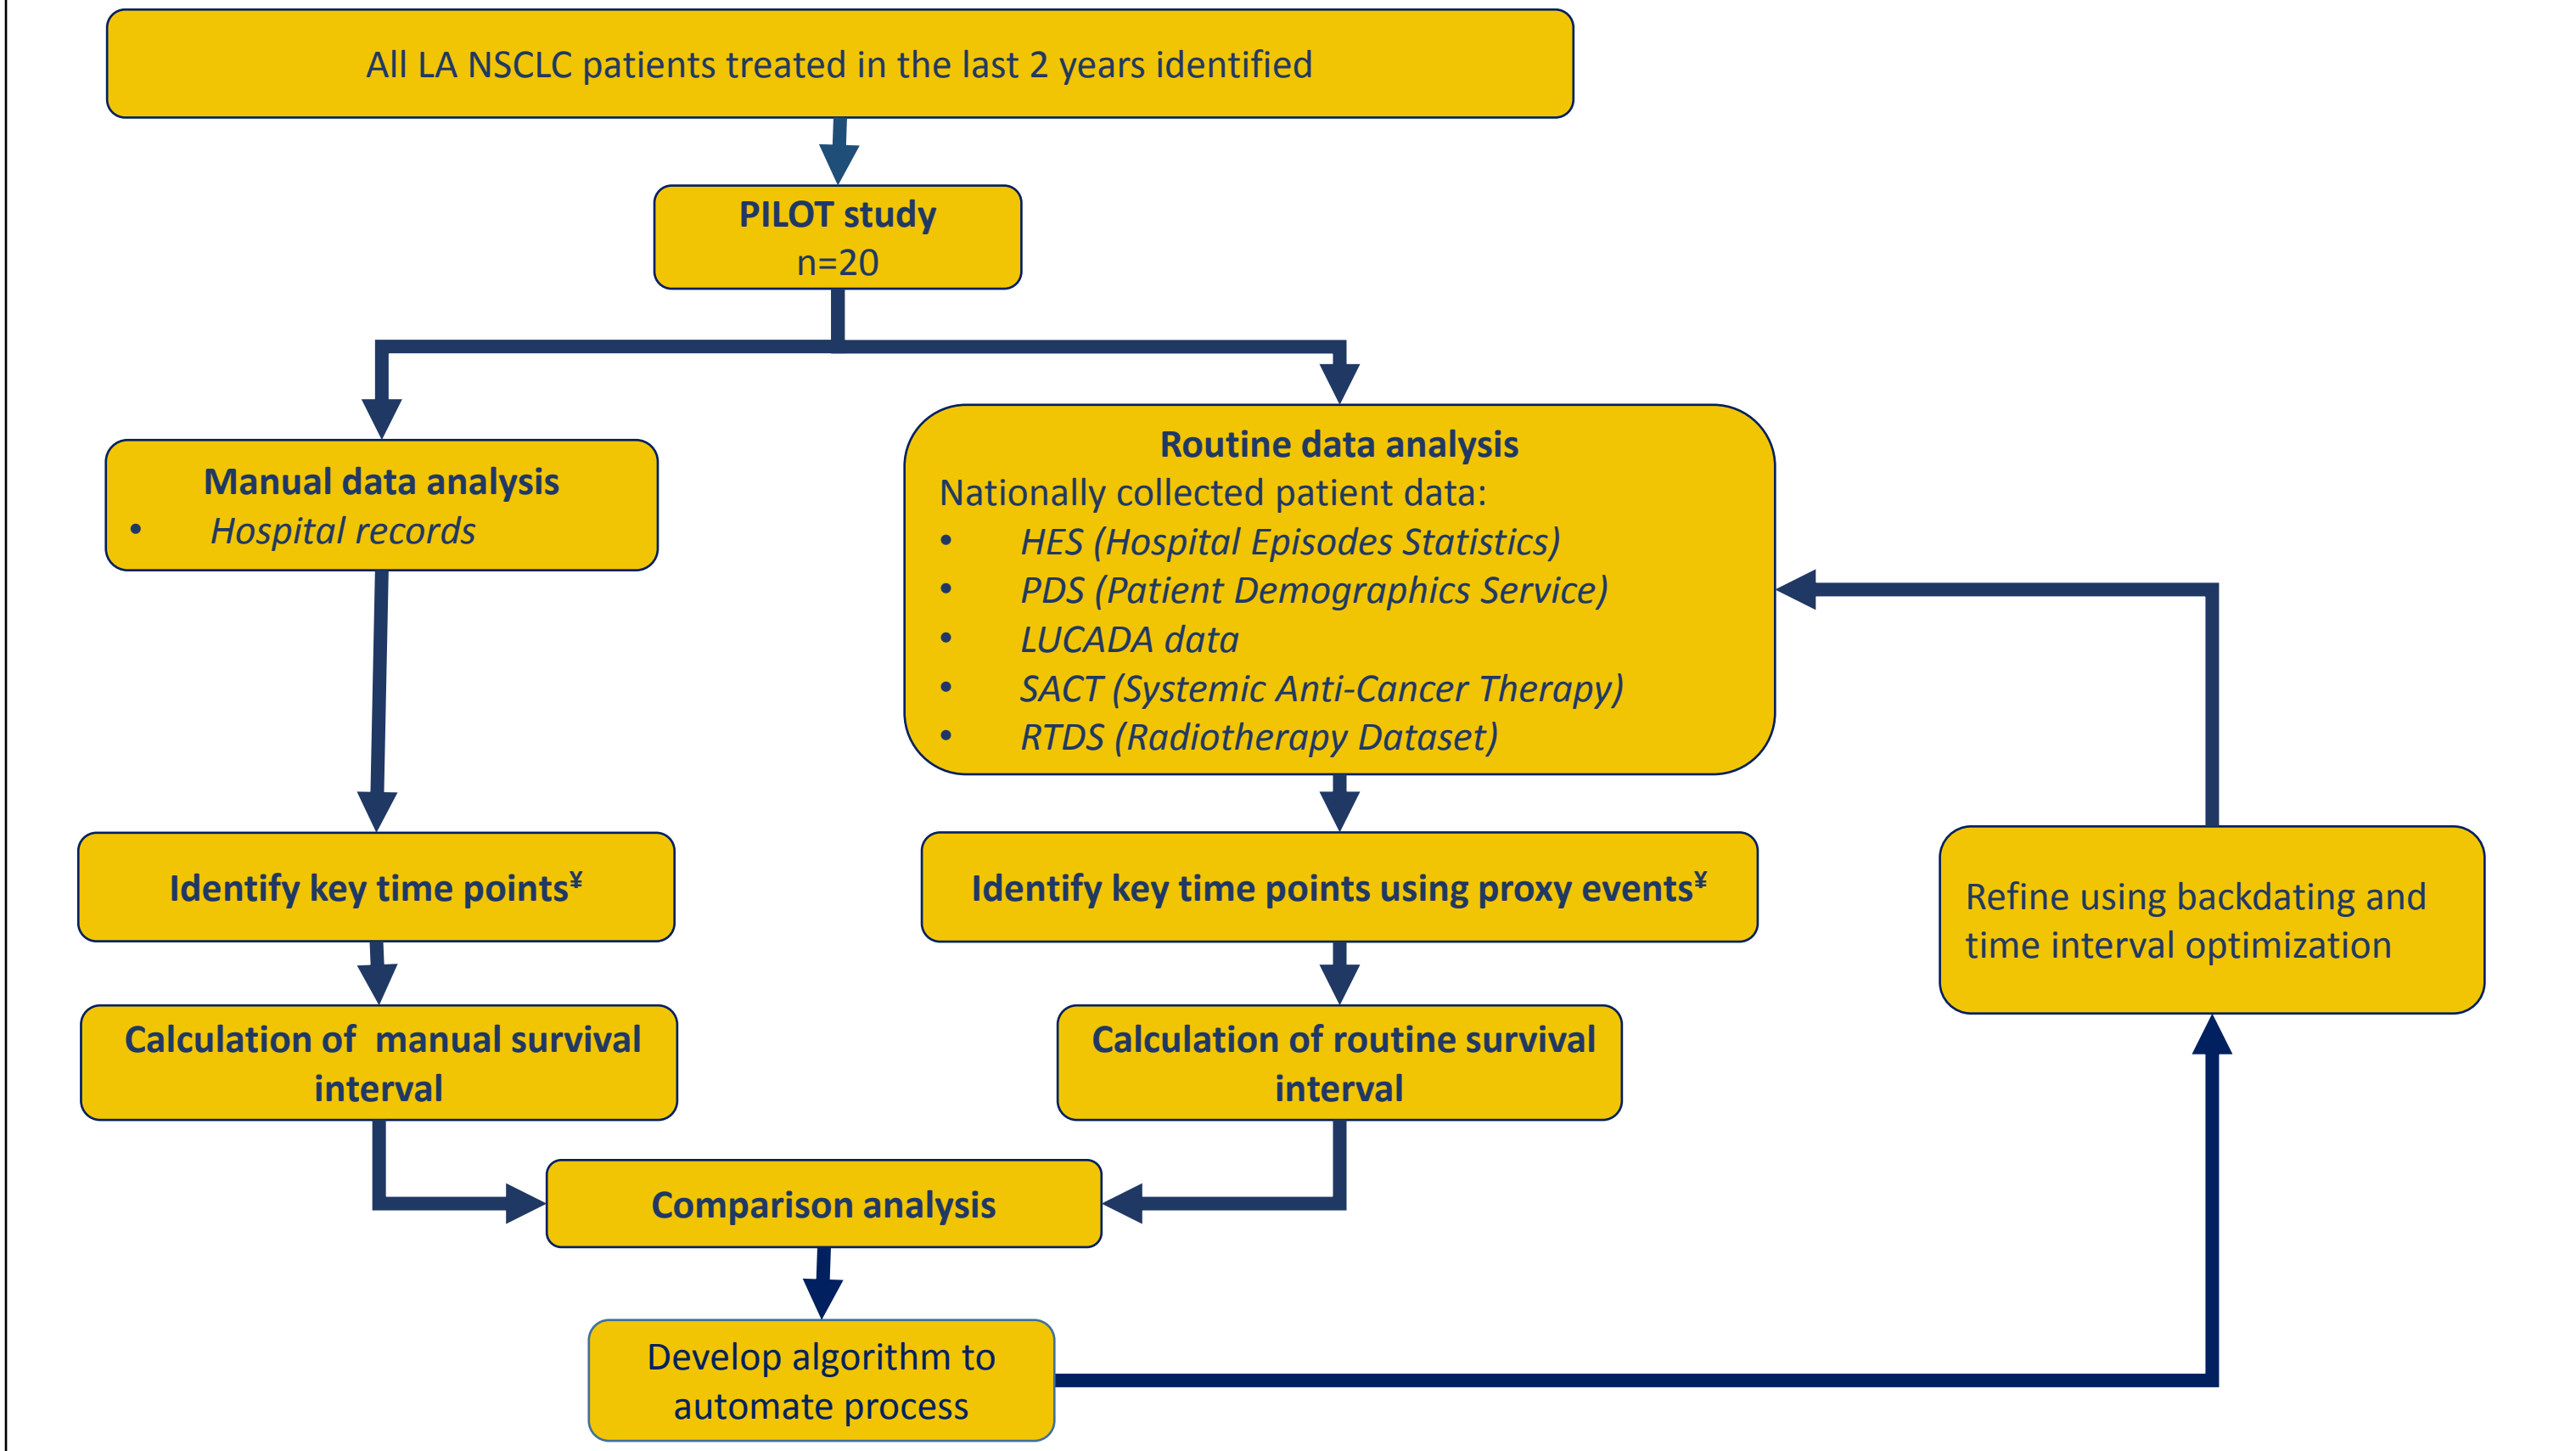 All LA NSCLC patients treated in the last 2 years identified
PILOT study
n=20
Manual data analysis
• Hospital records
Routine data analysis
Nationally collected patient data:
• HES (Hospital Episodes Statistics)
• PDS (Patient Demographics Service)
• LUCADA data
• SACT (Systemic Anti-Cancer Therapy)
• RTDS (Radiotherapy Dataset)
Identify key time points¥
Identify key time points using proxy events¥
Refine using backdating and
time interval optimization
Calculation of manual survival
interval
Calculation of routine survival
interval
Comparison analysis
Develop algorithm to
automate process